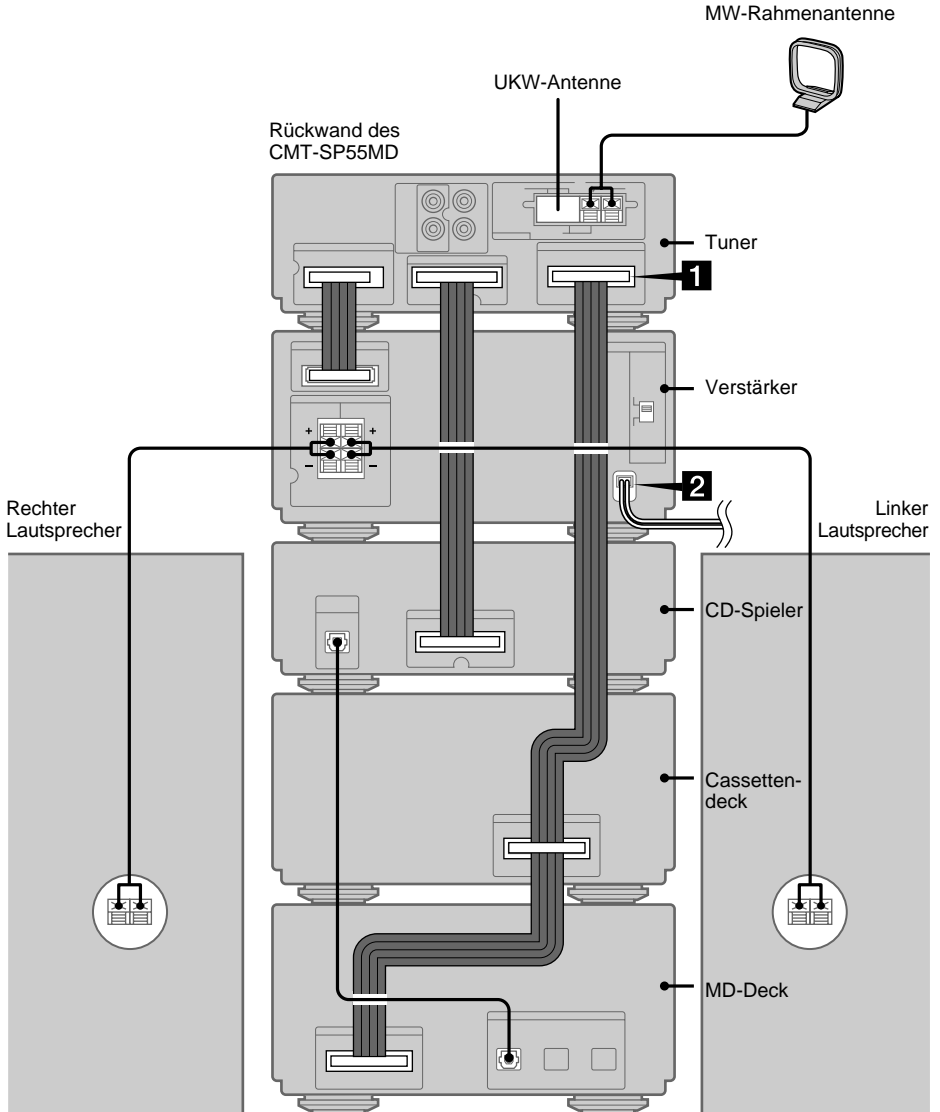 MW-Rahmenantenne
UKW-Antenne
Rückwand des
CMT-SP55MD
Tuner
1
Verstärker
+ +
– –
2
Rechter
Lautsprecher
Linker
Lautsprecher
CD-Spieler
Cassetten-
deck
MD-Deck